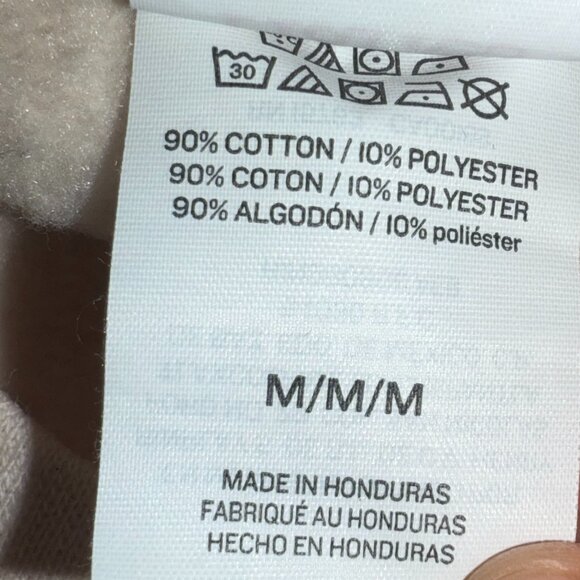 30
90% COTTON / 10% POLYESTER
90% COTON / 10% POLYESTER
90% ALGODÓN / 10% poliéster
M/M/M
MADE IN HONDURAS
FABRIQUÉ AU HONDURAS
HECHO EN HONDURAS